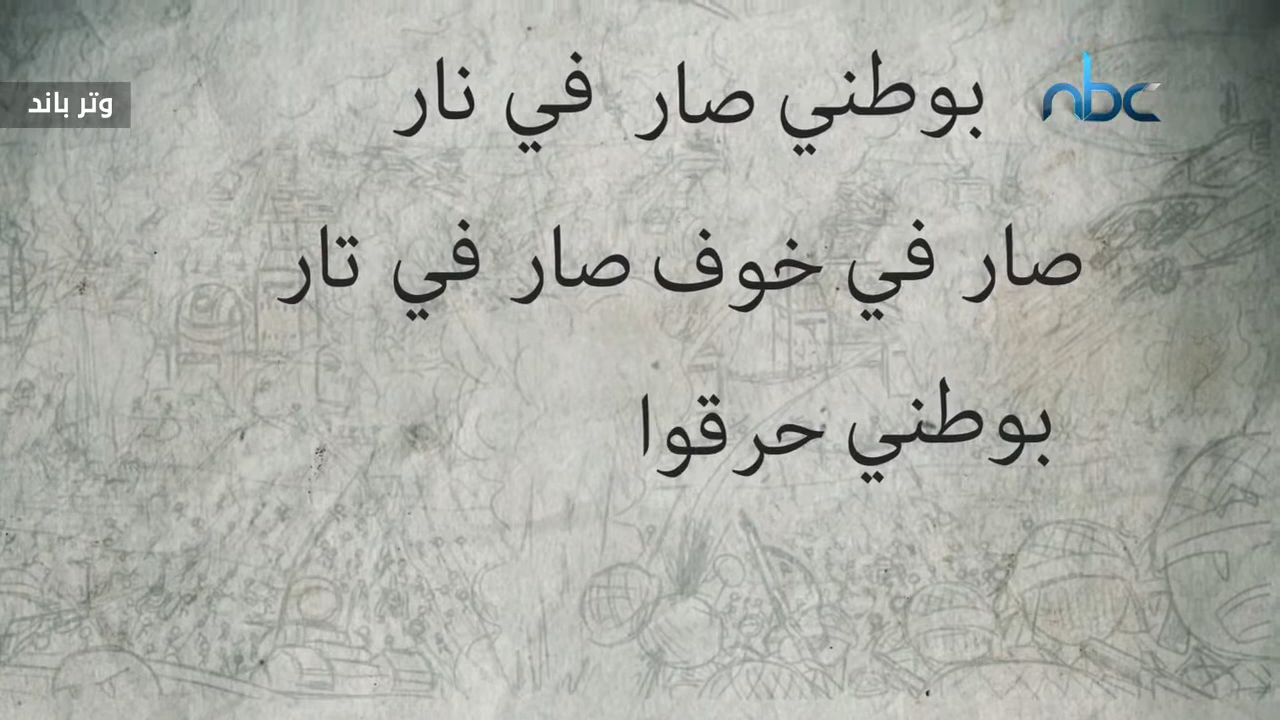 بوطني صار في نار
nbc
وتر باند
صار في خوف صار في تار
بوطني حرقوا